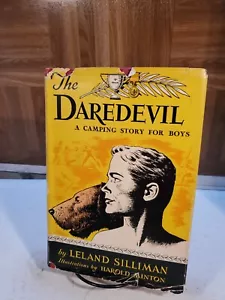 The
DAREDEVIL
A CAMPING STORY FOR BOYS
by LELAND SILLIMAN
Illustrations by HAROLD MINTON